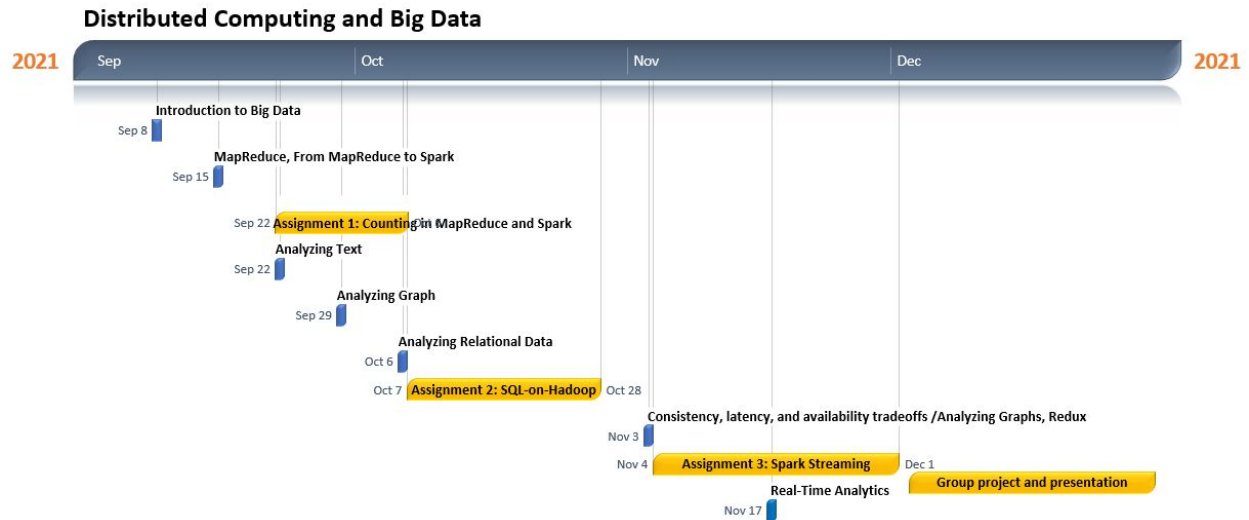 Distributed Computing and Big Data
2021 Sep Oct Nov Dec 2021
Introduction to Big Data
Sep 8
MapReduce, From MapReduce to Spark
Sep 15
Sep 22 Assignment 1: Counting in MapReduce and Spark
Analyzing Text
Sep 22
Analyzing Graph
Sep 29
Analyzing Relational Data
Oct 6
Oct 7 Assignment 2: SQL-on-Hadoop Oct 28
Consistency, latency, and availability tradeoffs /Analyzing Graphs, Redux
Nov 3
Nov 4 Assignment 3: Spark Streaming Dec 1
Group project and presentation
Real-Time Analytics
Nov 17